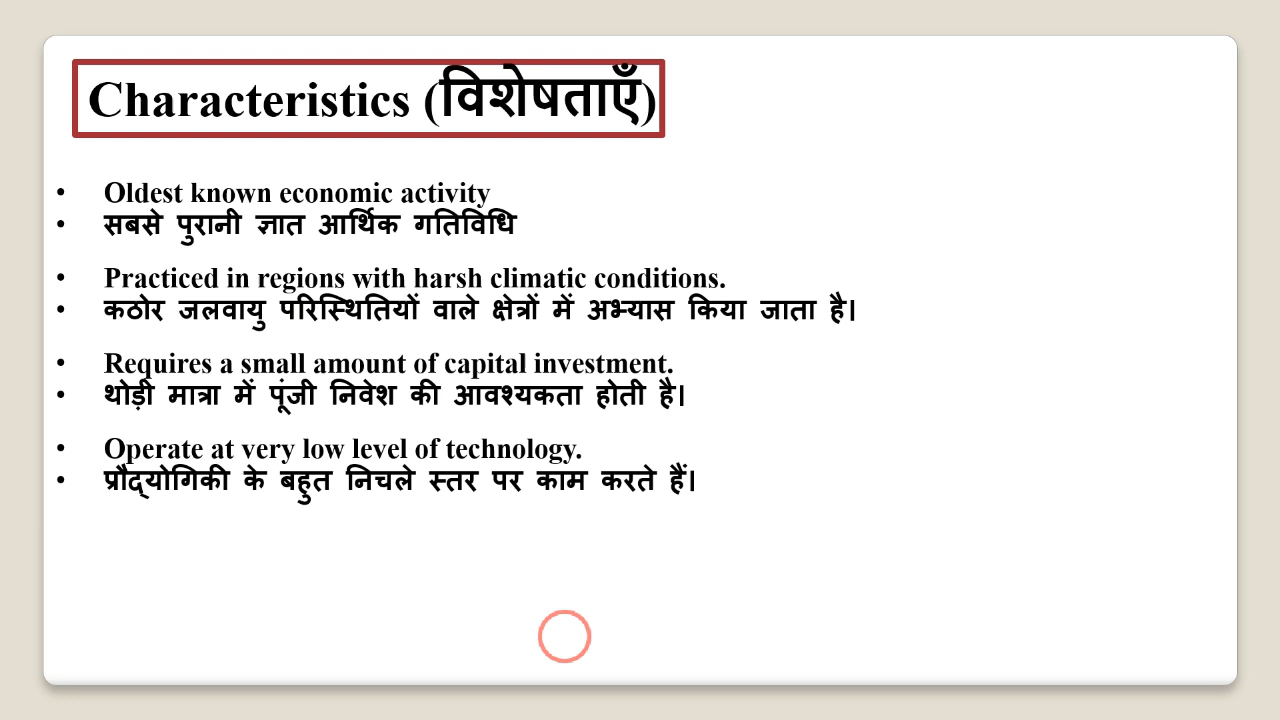 Characteristics (विशेषताएँ)
• Oldest known economic activity
• सबसे पुरानी ज्ञात आर्थिक गतिविधि
• Practiced in regions with harsh climatic conditions.
• कठोर जलवायु परिस्थितियों वाले क्षेत्रों में अभ्यास किया जाता है।
• Requires a small amount of capital investment.
• थोड़ी मात्रा में पूंजी निवेश की आवश्यकता होती है।
• Operate at very low level of technology.
• प्रौद्योगिकी के बहुत निचले स्तर पर काम करते हैं।